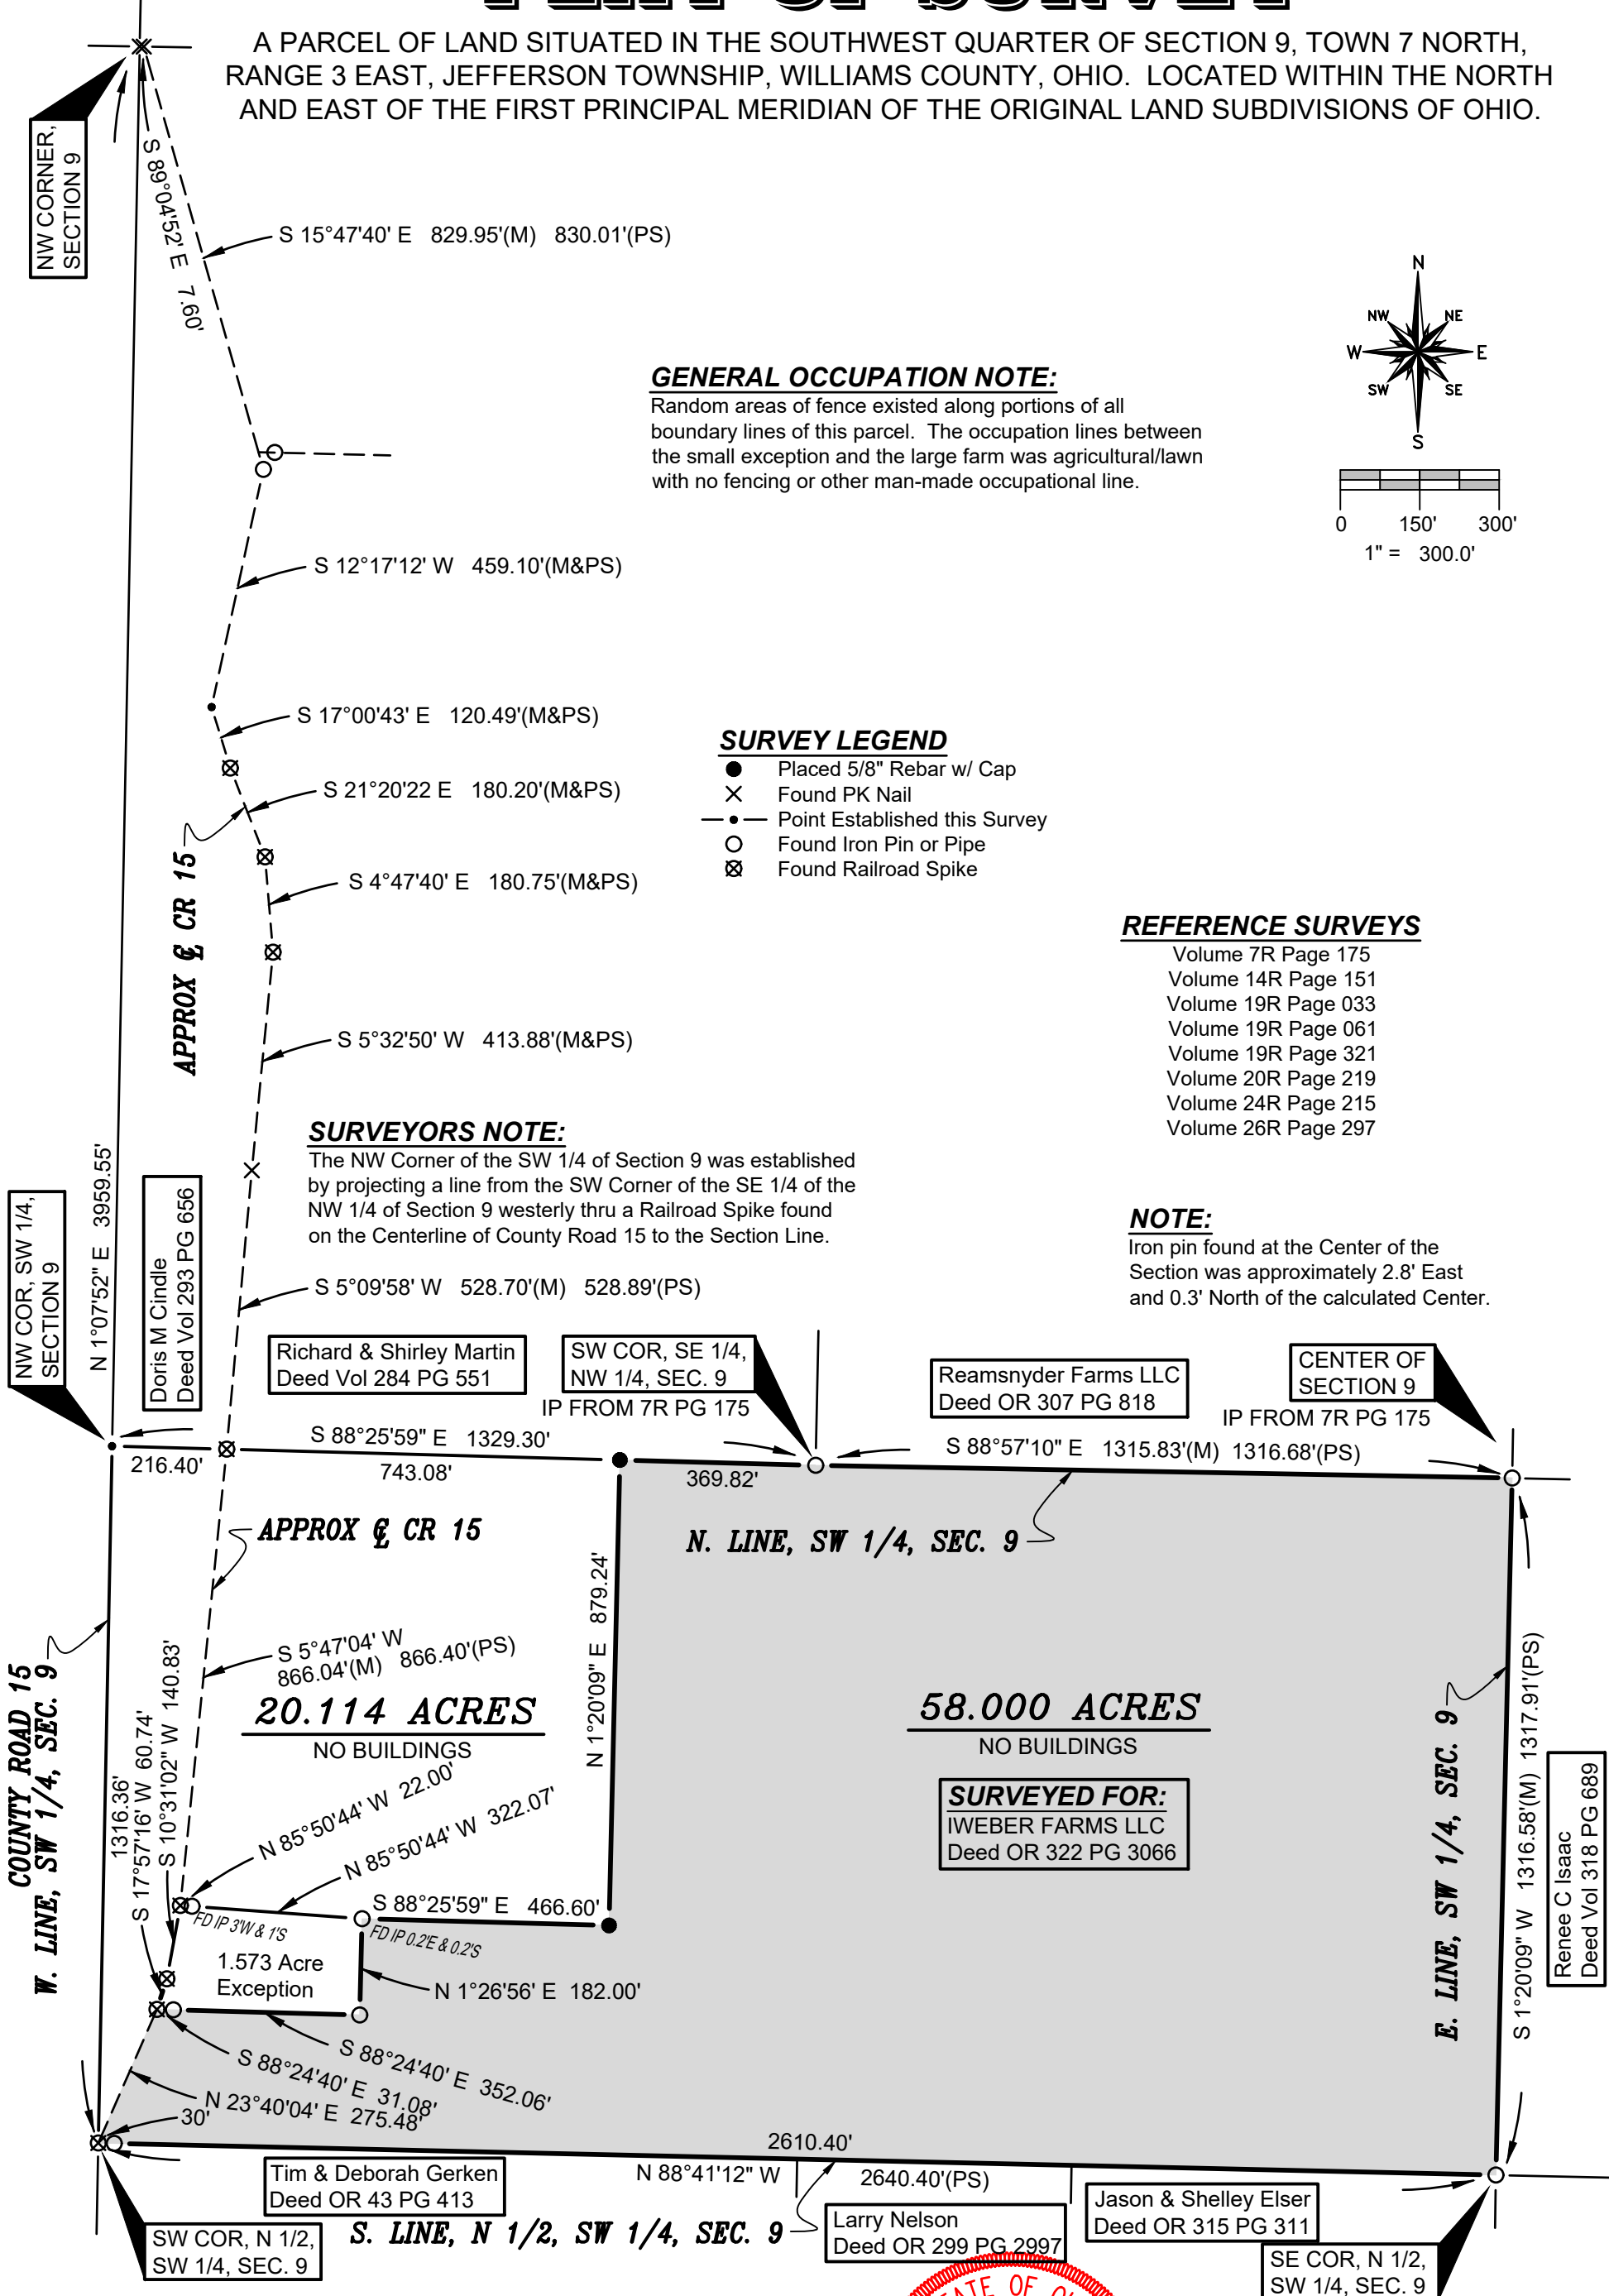 PLAT OF SURVEY
A PARCEL OF LAND SITUATED IN THE SOUTHWEST QUARTER OF SECTION 9, TOWN 7 NORTH,
RANGE 3 EAST, JEFFERSON TOWNSHIP, WILLIAMS COUNTY, OHIO. LOCATED WITHIN THE NORTH
AND EAST OF THE FIRST PRINCIPAL MERIDIAN OF THE ORIGINAL LAND SUBDIVISIONS OF OHIO.
NW CORNER,
SECTION 9
S 89°04'52' E 7.60'
S 15°47'40' E 829.95'(M) 830.01'(PS)
N
NW
NE
W
E
SW
SE
S
0 150' 300'
1" = 300.0'
GENERAL OCCUPATION NOTE:
Random areas of fence existed along portions of all
boundary lines of this parcel. The occupation lines between
the small exception and the large farm was agricultural/lawn
with no fencing or other man-made occupational line.
S 12°17'12' W 459.10'(M&PS)
S 17°00'43' E 120.49'(M&PS)
S 21°20'22 E 180.20'(M&PS)
S 4°47'40' E 180.75'(M&PS)
APPROX ℄ CR 15
S 5°32'50' W 413.88'(M&PS)
SURVEY LEGEND
Placed 5/8" Rebar w/ Cap
Found PK Nail
Point Established this Survey
Found Iron Pin or Pipe
Found Railroad Spike
REFERENCE SURVEYS
Volume 7R Page 175
Volume 14R Page 151
Volume 19R Page 033
Volume 19R Page 061
Volume 19R Page 321
Volume 20R Page 219
Volume 24R Page 215
Volume 26R Page 297
SURVEYORS NOTE:
The NW Corner of the SW 1/4 of Section 9 was established
by projecting a line from the SW Corner of the SE 1/4 of the
NW 1/4 of Section 9 westerly thru a Railroad Spike found
on the Centerline of County Road 15 to the Section Line.
NOTE:
Iron pin found at the Center of the
Section was approximately 2.8' East
and 0.3' North of the calculated Center.
NW COR, SW 1/4,
SECTION 9
N 1°07'52" E 3959.55'
Doris M Cindle
Deed Vol 293 PG 656
S 5°09'58' W 528.70'(M) 528.89'(PS)
Richard & Shirley Martin
Deed Vol 284 PG 551
SW COR, SE 1/4,
NW 1/4, SEC. 9
IP FROM 7R PG 175
Reamsnyder Farms LLC
Deed OR 307 PG 818
CENTER OF
SECTION 9
IP FROM 7R PG 175
S 88°25'59" E 1329.30'
216.40'
743.08'
369.82'
S 88°57'10" E 1315.83'(M) 1316.68'(PS)
APPROX ℄ CR 15
N. LINE, SW 1/4, SEC. 9
N 1°20'09" E 879.24'
S 5°47'04' W
866.04'(M) 866.40'(PS)
20.114 ACRES
NO BUILDINGS
58.000 ACRES
NO BUILDINGS
SURVEYED FOR:
IWEBER FARMS LLC
Deed OR 322 PG 3066
COUNTY ROAD 15
W. LINE, SW 1/4, SEC. 9
1316.36'
S 17°57'16' W 60.74'
S 10°31'02" W 140.83'
N 85°50'44' W 22.00'
N 85°50'44' W 322.07'
S 88°25'59" E 466.60'
FD IP 3'W & 1'S
FD IP 0.2'E & 0.2'S
1.573 Acre
Exception
N 1°26'56' E 182.00'
S 88°24'40' E 352.06'
S 88°24'40' E 31.08'
N 23°40'04' E 275.48'
30'
E. LINE, SW 1/4, SEC. 9
S 1°20'09" W 1316.58'(M) 1317.91'(PS)
Renee C Isaac
Deed Vol 318 PG 689
2610.40'
N 88°41'12" W
2640.40'(PS)
Tim & Deborah Gerken
Deed OR 43 PG 413
Larry Nelson
Deed OR 299 PG 2997
Jason & Shelley Elser
Deed OR 315 PG 311
SW COR, N 1/2,
SW 1/4, SEC. 9
S. LINE, N 1/2, SW 1/4, SEC. 9
SE COR, N 1/2,
SW 1/4, SEC. 9